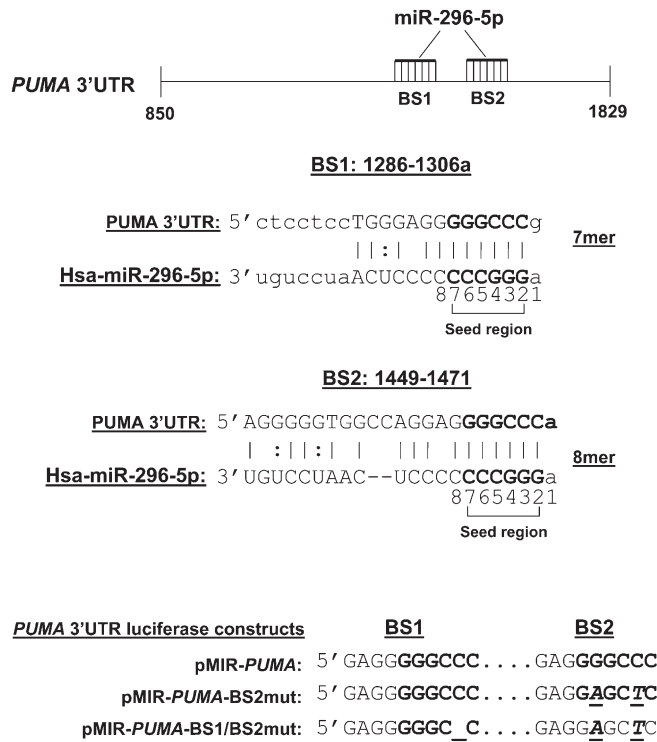 miR-296-5p
PUMA 3'UTR
BS1 BS2
850 1829
BS1: 1286-1306a
PUMA 3'UTR: 5'ctcctccTGGGAGGGGGCCCg
7mer
Hsa-miR-296-5p: 3'uguccuaACUCCCCCCCGGGa
87654321
Seed region
BS2: 1449-1471
PUMA 3'UTR: 5'AGGGGGTGGCCAGGAGGGGCCCa
8mer
Hsa-miR-296-5p: 3'UGUCCUAAC--UCCCCCCCGGGa
87654321
Seed region
PUMA 3'UTR luciferase constructs BS1 BS2
pMIR-PUMA: 5'GAGGGGGCCC....GAGGGGCCC
pMIR-PUMA-BS2mut: 5'GAGGGGGCCC....GAGGAGCTC
pMIR-PUMA-BS1/BS2mut: 5'GAGGGGGC_C....GAGGAGCTC